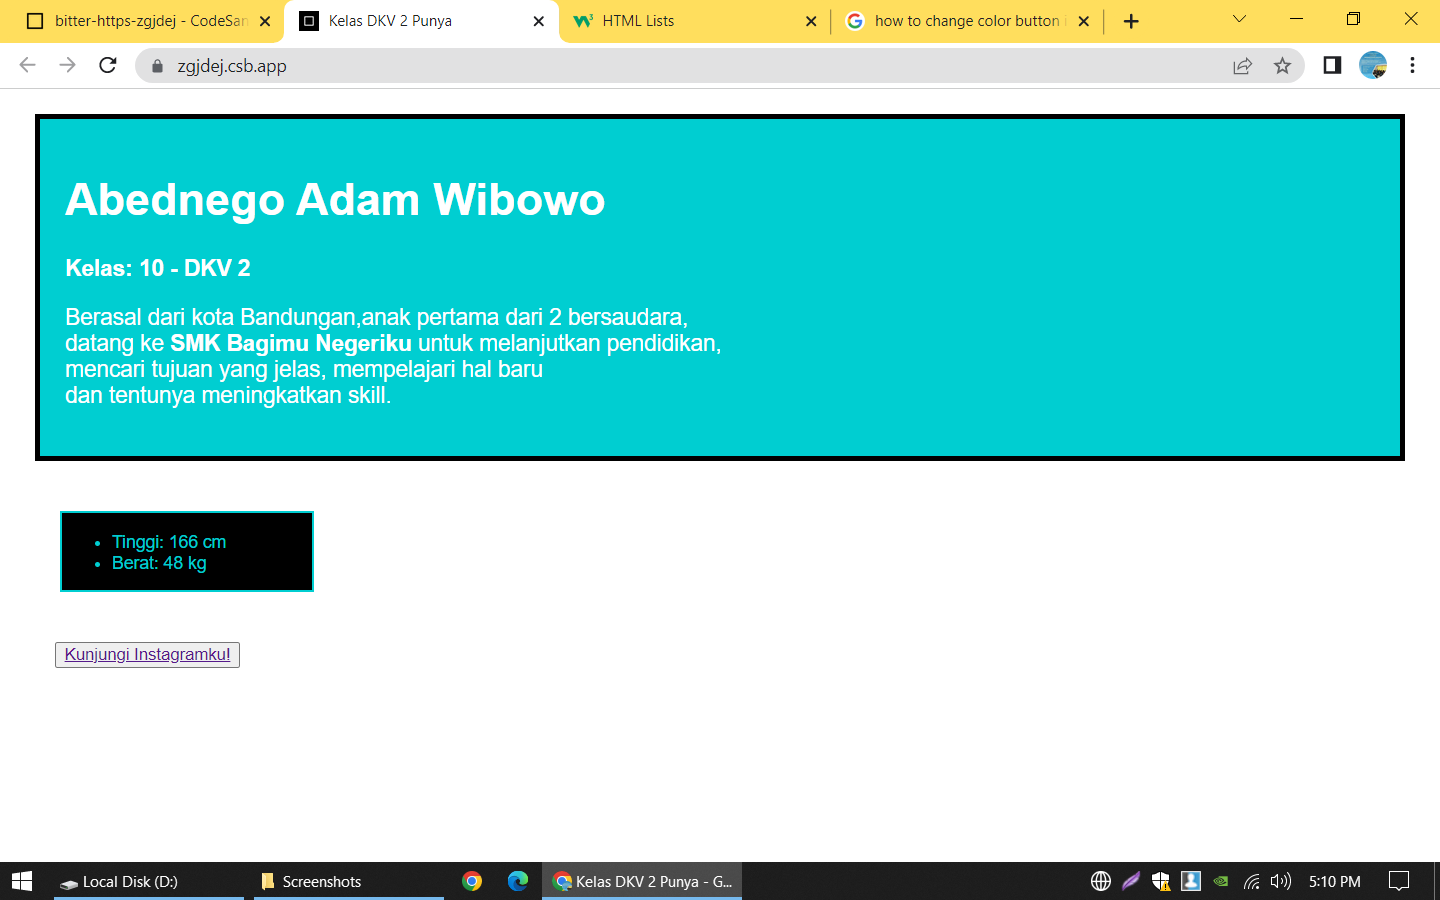 bitter-https-zgjdej - CodeSan
Kelas DKV 2 Punya
HTML Lists
how to change color button i
zgjdej.csb.app
Abednego Adam Wibowo
Kelas: 10 - DKV 2
Berasal dari kota Bandungan,anak pertama dari 2 bersaudara,
datang ke SMK Bagimu Negeriku untuk melanjutkan pendidikan,
mencari tujuan yang jelas, mempelajari hal baru
dan tentunya meningkatkan skill.
Tinggi: 166 cm
Berat: 48 kg
Kunjungi Instagramku!
Local Disk (D:)
Screenshots
Kelas DKV 2 Punya - G...
5:10 PM